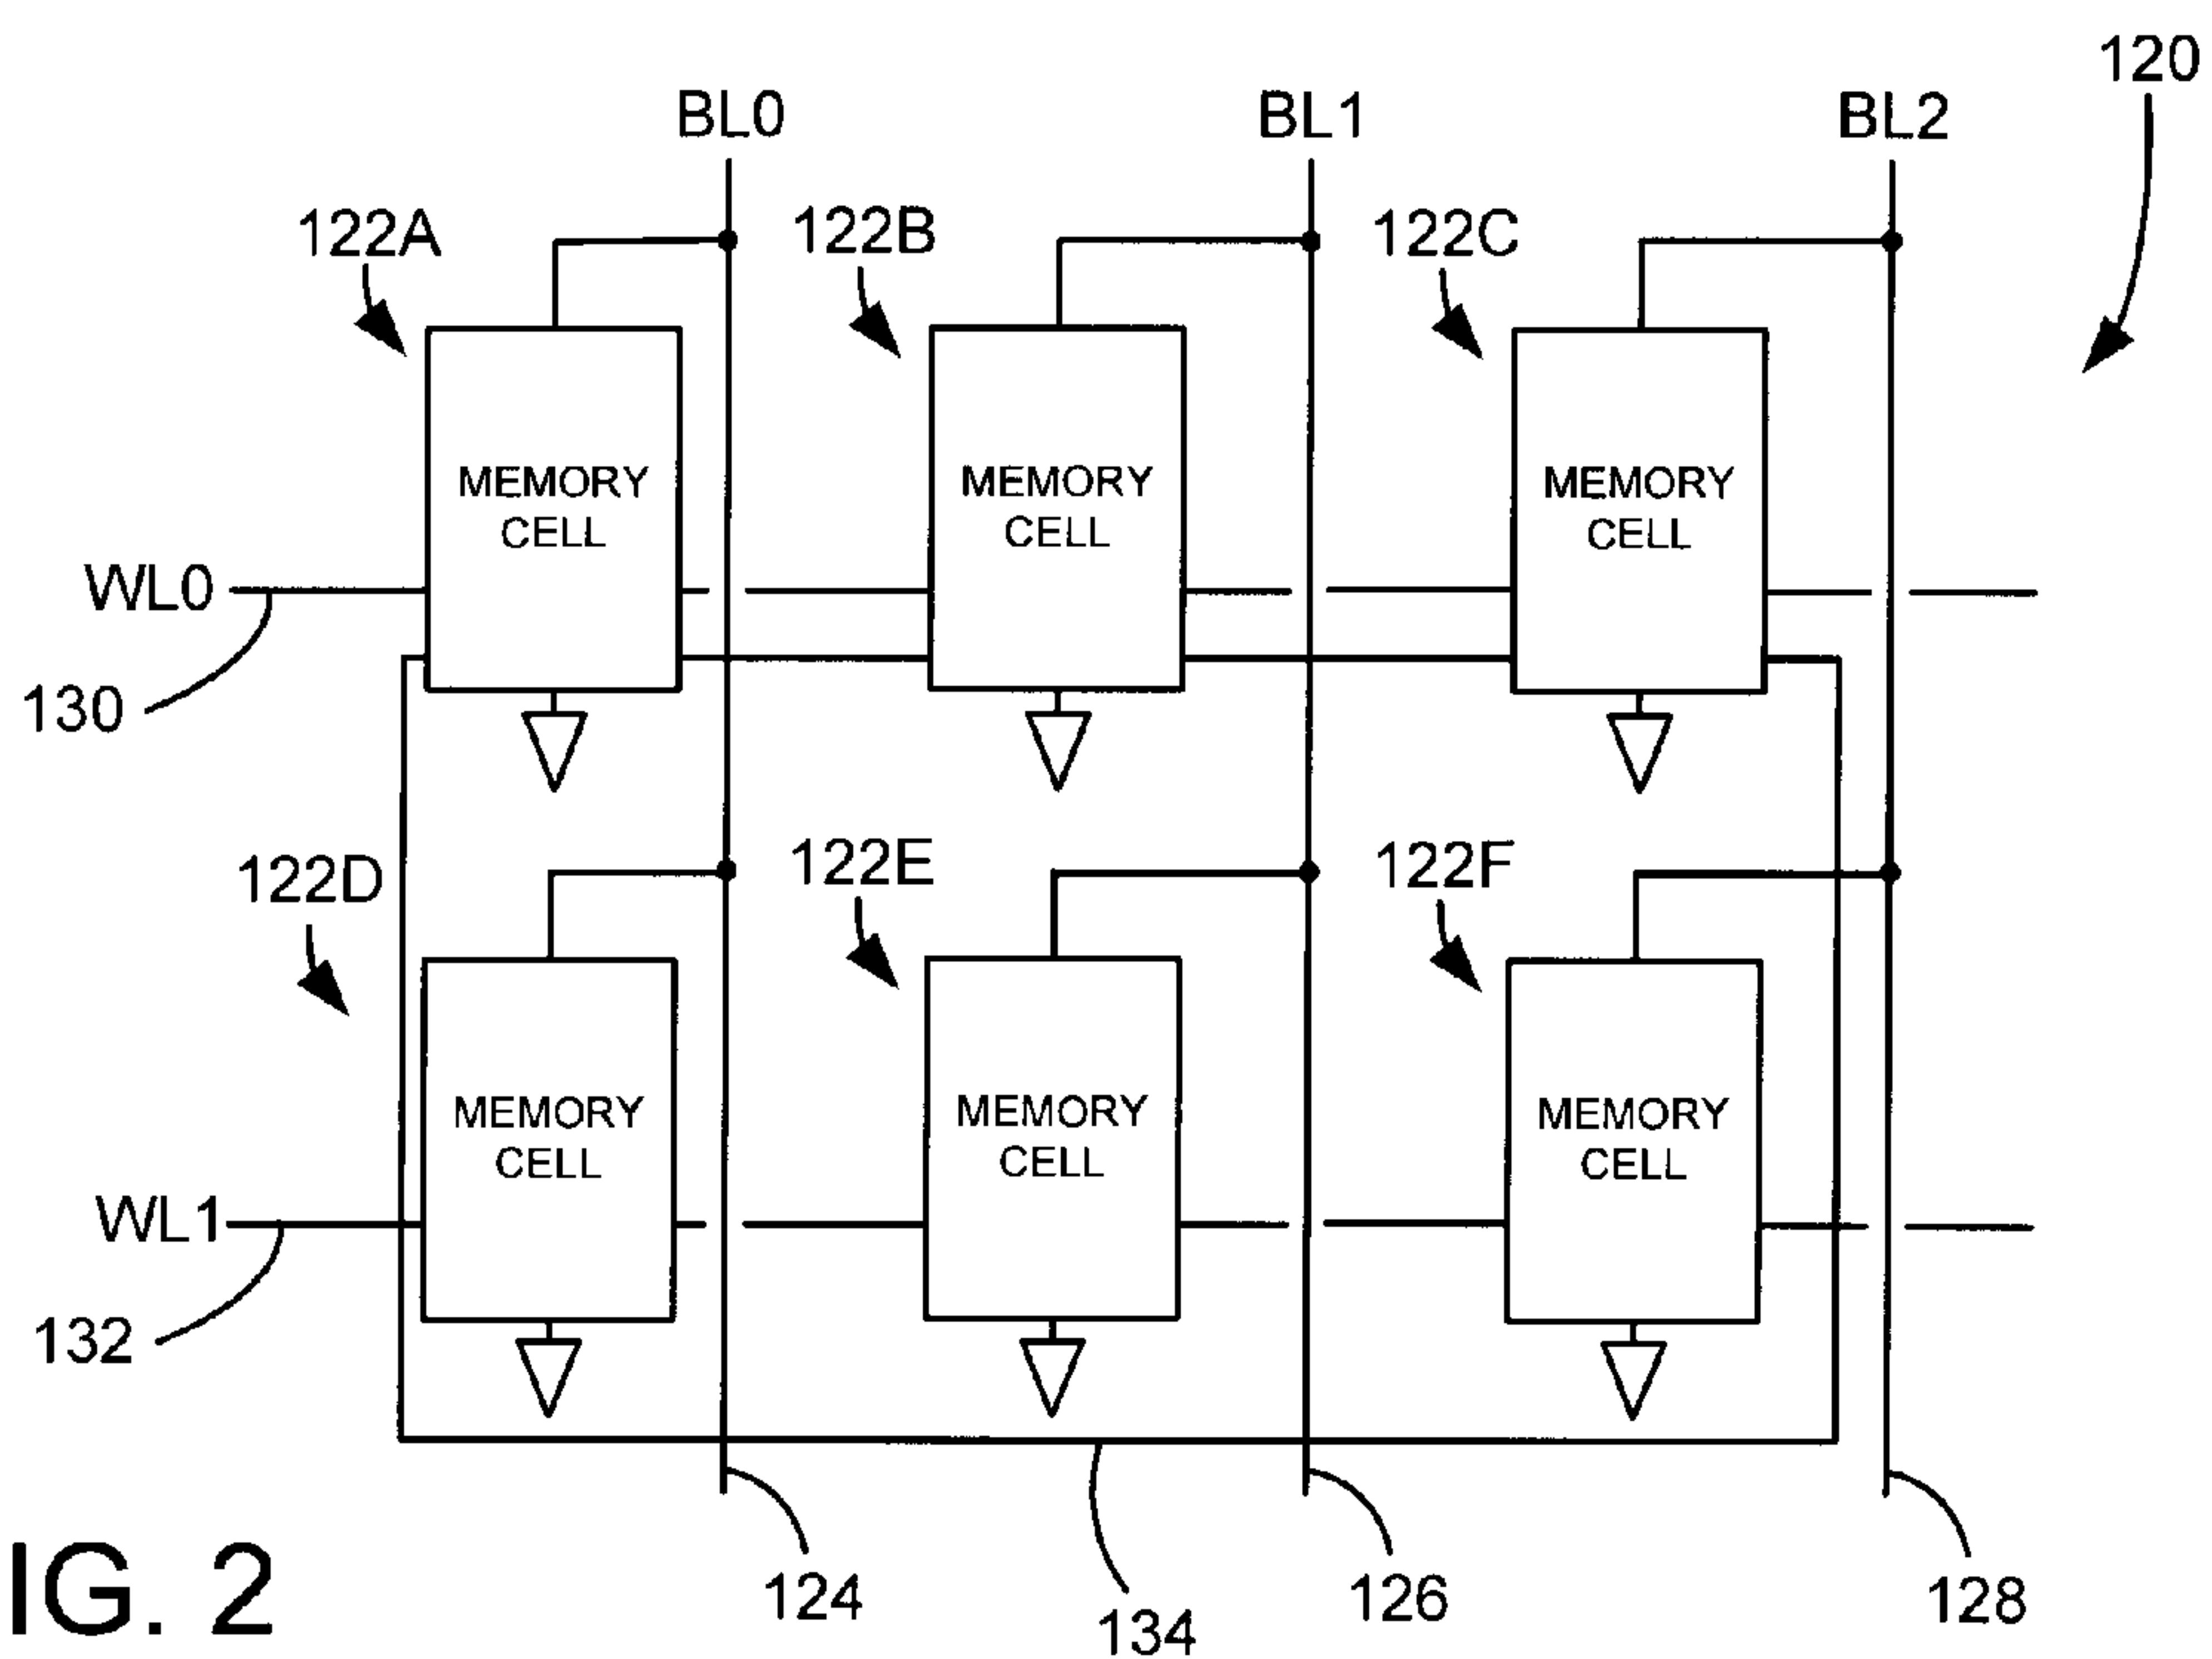 120
BL0 BL1 BL2
122A 122B 122C
MEMORY
CELL
MEMORY
CELL
MEMORY
CELL
WL0
130
122D 122E 122F
MEMORY
CELL
MEMORY
CELL
MEMORY
CELL
WL1
132
124 134 126 128
IG. 2